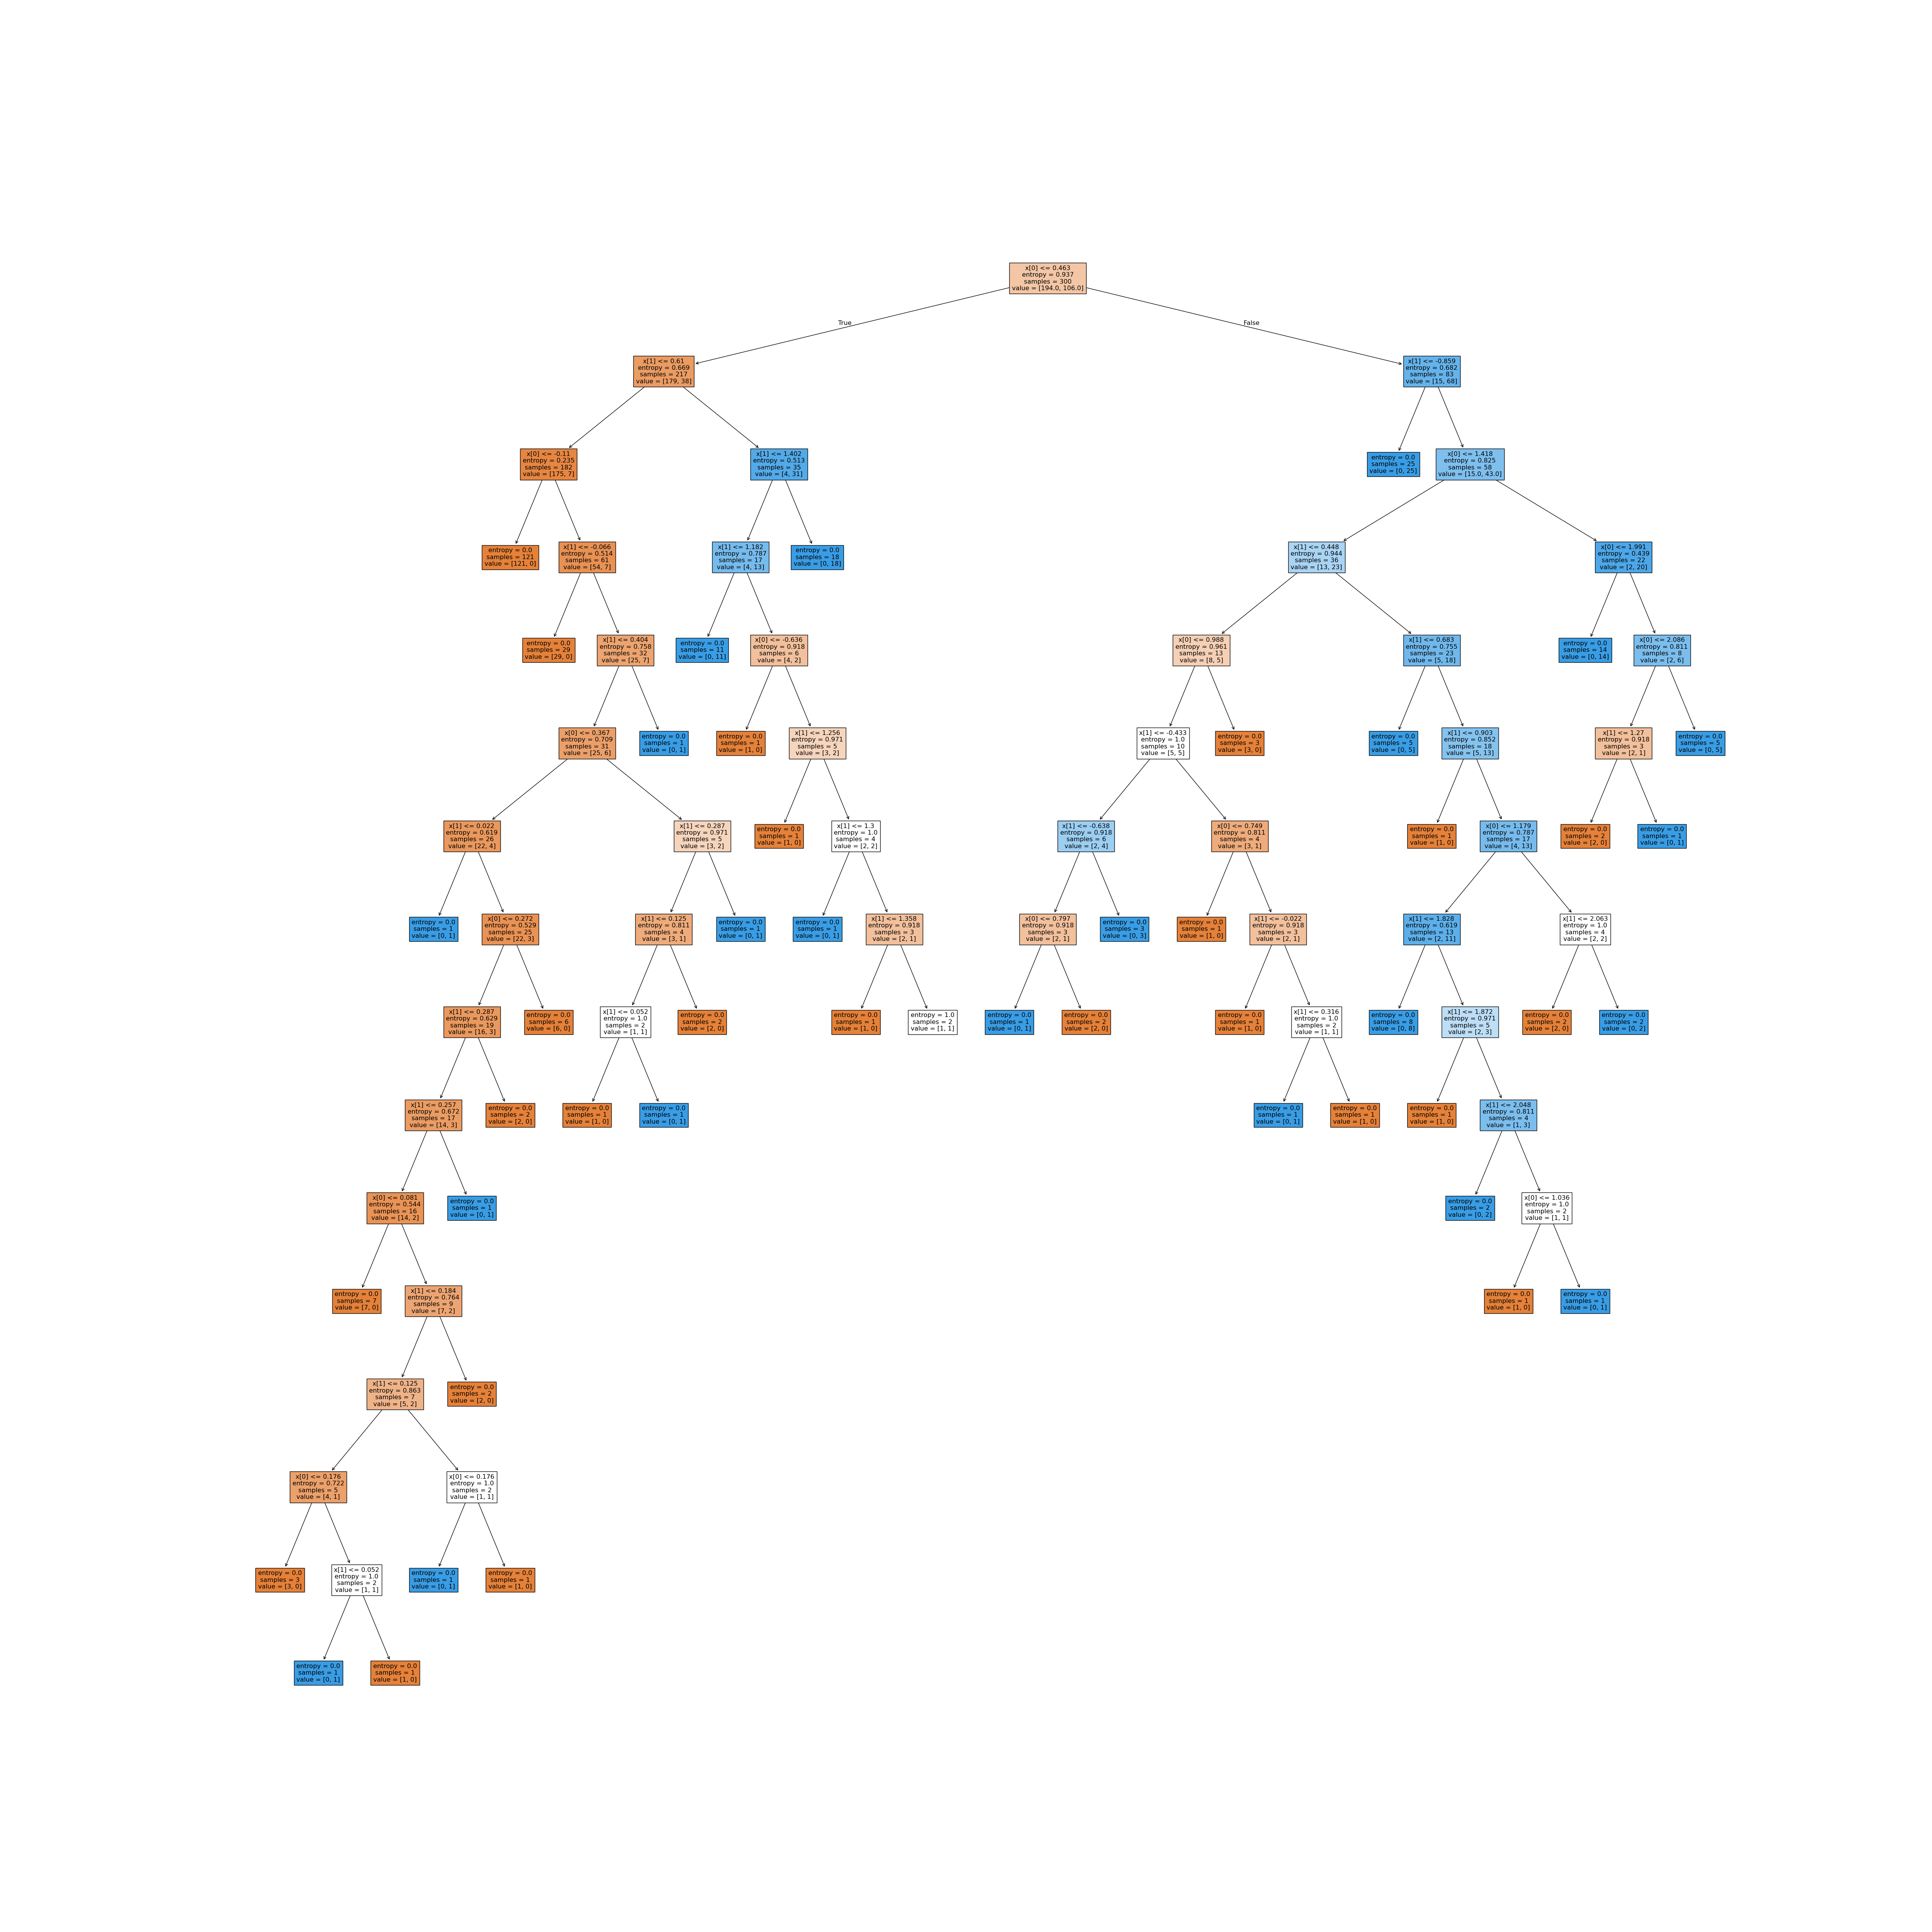 x[0] <= 0.463
entropy = 0.937
samples = 300
value = [194.0, 106.0]
True
False
x[1] <= 0.61
entropy = 0.669
samples = 217
value = [179, 38]
x[1] <= -0.859
entropy = 0.682
samples = 83
value = [15, 68]
x[0] <= -0.11
entropy = 0.235
samples = 182
value = [175, 7]
x[1] <= 1.402
entropy = 0.513
samples = 35
value = [4, 31]
entropy = 0.0
samples = 25
value = [0, 25]
x[0] <= 1.418
entropy = 0.825
samples = 58
value = [15.0, 43.0]
entropy = 0.0
samples = 121
value = [121, 0]
x[1] <= -0.066
entropy = 0.514
samples = 61
value = [54, 7]
x[1] <= 1.182
entropy = 0.787
samples = 17
value = [4, 13]
entropy = 0.0
samples = 18
value = [0, 18]
x[1] <= 0.448
entropy = 0.944
samples = 36
value = [13, 23]
x[0] <= 1.991
entropy = 0.439
samples = 22
value = [2, 20]
entropy = 0.0
samples = 29
value = [29, 0]
x[1] <= 0.404
entropy = 0.758
samples = 32
value = [25, 7]
entropy = 0.0
samples = 11
value = [0, 11]
x[0] <= -0.636
entropy = 0.918
samples = 6
value = [4, 2]
x[0] <= 0.988
entropy = 0.961
samples = 13
value = [8, 5]
x[1] <= 0.683
entropy = 0.755
samples = 23
value = [5, 18]
entropy = 0.0
samples = 14
value = [0, 14]
x[0] <= 2.086
entropy = 0.811
samples = 8
value = [2, 6]
x[0] <= 0.367
entropy = 0.709
samples = 31
value = [25, 6]
entropy = 0.0
samples = 1
value = [0, 1]
entropy = 0.0
samples = 1
value = [1, 0]
x[1] <= 1.256
entropy = 0.971
samples = 5
value = [3, 2]
x[1] <= -0.433
entropy = 1.0
samples = 10
value = [5, 5]
entropy = 0.0
samples = 3
value = [3, 0]
entropy = 0.0
samples = 5
value = [0, 5]
x[1] <= 0.903
entropy = 0.852
samples = 18
value = [5, 13]
x[1] <= 1.27
entropy = 0.918
samples = 3
value = [2, 1]
entropy = 0.0
samples = 5
value = [0, 5]
x[1] <= 0.022
entropy = 0.619
samples = 26
value = [22, 4]
x[1] <= 0.287
entropy = 0.971
samples = 5
value = [3, 2]
entropy = 0.0
samples = 1
value = [1, 0]
x[1] <= 1.3
entropy = 1.0
samples = 4
value = [2, 2]
x[1] <= -0.638
entropy = 0.918
samples = 6
value = [2, 4]
x[0] <= 0.749
entropy = 0.811
samples = 4
value = [3, 1]
entropy = 0.0
samples = 1
value = [1, 0]
x[0] <= 1.179
entropy = 0.787
samples = 17
value = [4, 13]
entropy = 0.0
samples = 2
value = [2, 0]
entropy = 0.0
samples = 1
value = [0, 1]
entropy = 0.0
samples = 1
value = [0, 1]
x[0] <= 0.272
entropy = 0.529
samples = 25
value = [22, 3]
x[1] <= 0.125
entropy = 0.811
samples = 4
value = [3, 1]
entropy = 0.0
samples = 1
value = [0, 1]
entropy = 0.0
samples = 1
value = [0, 1]
x[1] <= 1.358
entropy = 0.918
samples = 3
value = [2, 1]
x[0] <= 0.797
entropy = 0.918
samples = 3
value = [2, 1]
entropy = 0.0
samples = 3
value = [0, 3]
entropy = 0.0
samples = 1
value = [1, 0]
x[1] <= -0.022
entropy = 0.918
samples = 3
value = [2, 1]
x[1] <= 1.828
entropy = 0.619
samples = 13
value = [2, 11]
x[1] <= 2.063
entropy = 1.0
samples = 4
value = [2, 2]
x[1] <= 0.287
entropy = 0.629
samples = 19
value = [16, 3]
entropy = 0.0
samples = 6
value = [6, 0]
x[1] <= 0.052
entropy = 1.0
samples = 2
value = [1, 1]
entropy = 0.0
samples = 2
value = [2, 0]
entropy = 0.0
samples = 1
value = [1, 0]
entropy = 1.0
samples = 2
value = [1, 1]
entropy = 0.0
samples = 1
value = [0, 1]
entropy = 0.0
samples = 2
value = [2, 0]
entropy = 0.0
samples = 1
value = [1, 0]
x[1] <= 0.316
entropy = 1.0
samples = 2
value = [1, 1]
entropy = 0.0
samples = 8
value = [0, 8]
x[1] <= 1.872
entropy = 0.971
samples = 5
value = [2, 3]
entropy = 0.0
samples = 2
value = [2, 0]
entropy = 0.0
samples = 2
value = [0, 2]
x[1] <= 0.257
entropy = 0.672
samples = 17
value = [14, 3]
entropy = 0.0
samples = 2
value = [2, 0]
entropy = 0.0
samples = 1
value = [1, 0]
entropy = 0.0
samples = 1
value = [0, 1]
entropy = 0.0
samples = 1
value = [0, 1]
entropy = 0.0
samples = 1
value = [1, 0]
entropy = 0.0
samples = 1
value = [1, 0]
x[1] <= 2.048
entropy = 0.811
samples = 4
value = [1, 3]
x[0] <= 0.081
entropy = 0.544
samples = 16
value = [14, 2]
entropy = 0.0
samples = 1
value = [0, 1]
entropy = 0.0
samples = 2
value = [0, 2]
x[0] <= 1.036
entropy = 1.0
samples = 2
value = [1, 1]
entropy = 0.0
samples = 7
value = [7, 0]
x[1] <= 0.184
entropy = 0.764
samples = 9
value = [7, 2]
entropy = 0.0
samples = 1
value = [1, 0]
entropy = 0.0
samples = 1
value = [0, 1]
x[1] <= 0.125
entropy = 0.863
samples = 7
value = [5, 2]
entropy = 0.0
samples = 2
value = [2, 0]
x[0] <= 0.176
entropy = 0.722
samples = 5
value = [4, 1]
x[0] <= 0.176
entropy = 1.0
samples = 2
value = [1, 1]
entropy = 0.0
samples = 3
value = [3, 0]
x[1] <= 0.052
entropy = 1.0
samples = 2
value = [1, 1]
entropy = 0.0
samples = 1
value = [0, 1]
entropy = 0.0
samples = 1
value = [1, 0]
entropy = 0.0
samples = 1
value = [0, 1]
entropy = 0.0
samples = 1
value = [1, 0]